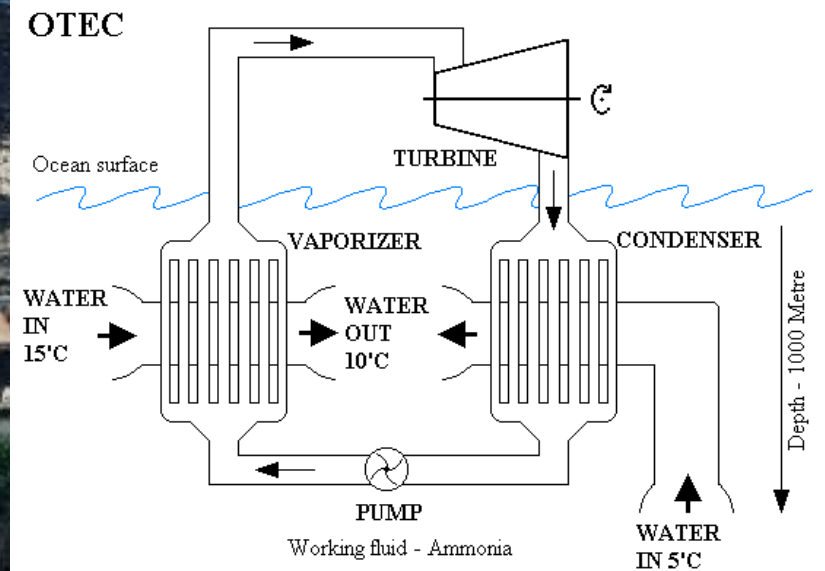 OTEC
TURBINE
Ocean surface
VAPORIZER
CONDENSER
WATER
IN
15'C
WATER
OUT
10'C
Depth - 1000 Metre
PUMP
Working fluid - Ammonia
WATER
IN 5'C